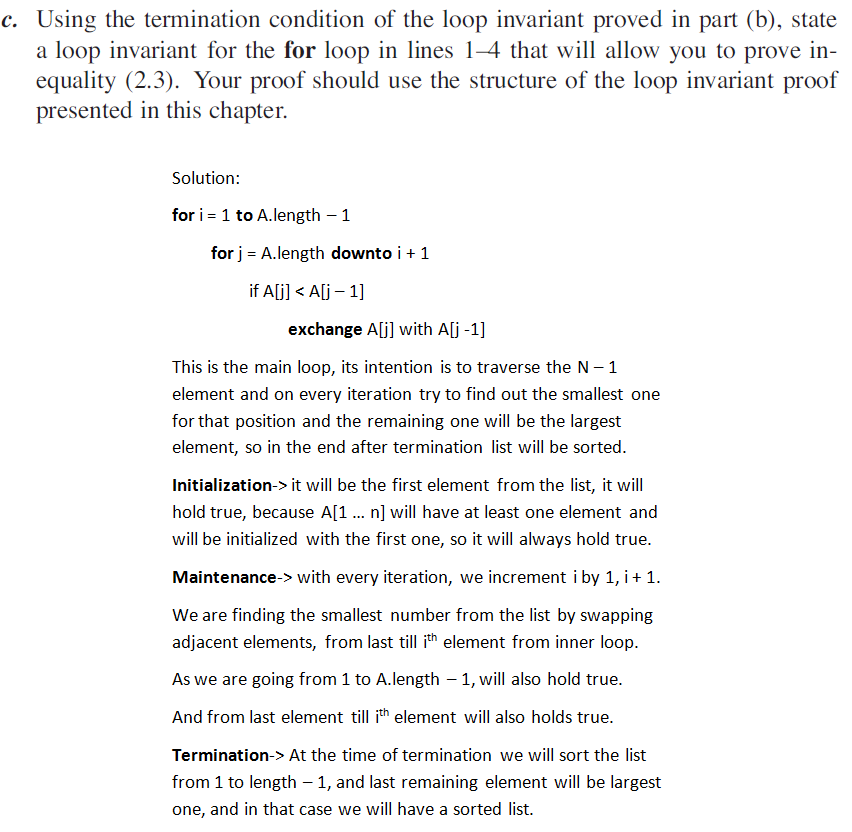 c. Using the termination condition of the loop invariant proved in part (b), state
a loop invariant for the for loop in lines 1–4 that will allow you to prove in-
equality (2.3). Your proof should use the structure of the loop invariant proof
presented in this chapter.
Solution:
for i = 1 to A.length – 1
for j = A.length downto i + 1
if A[j] < A[j – 1]
exchange A[j] with A[j -1]
This is the main loop, its intention is to traverse the N – 1
element and on every iteration try to find out the smallest one
for that position and the remaining one will be the largest
element, so in the end after termination list will be sorted.
Initialization-> it will be the first element from the list, it will
hold true, because A[1 ... n] will have at least one element and
will be initialized with the first one, so it will always hold true.
Maintenance-> with every iteration, we increment i by 1, i + 1.
We are finding the smallest number from the list by swapping
adjacent elements, from last till ith element from inner loop.
As we are going from 1 to A.length – 1, will also hold true.
And from last element till ith element will also holds true.
Termination-> At the time of termination we will sort the list
from 1 to length – 1, and last remaining element will be largest
one, and in that case we will have a sorted list.